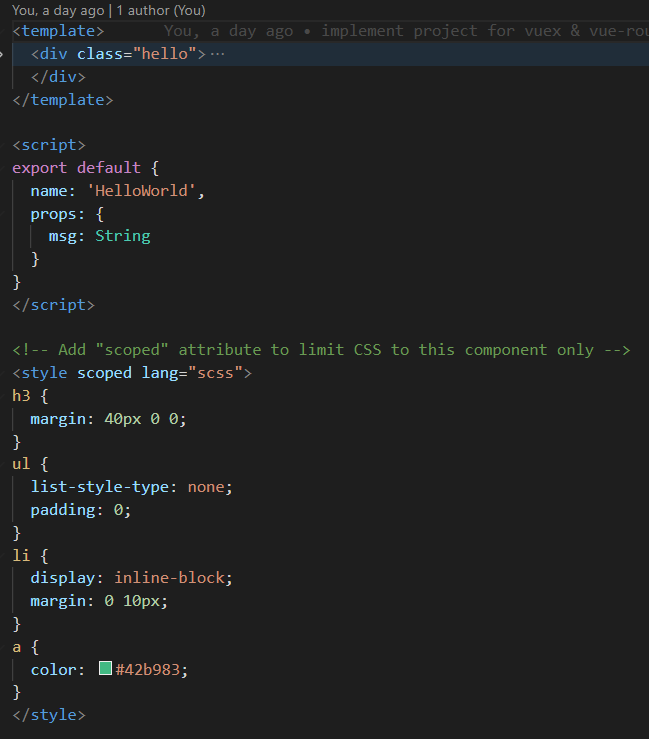 You, a day ago | 1 author (You)
<template> You, a day ago • implement project for vuex & vue-rou
<div class="hello">…
</div>
</template>
<script>
export default {
name: 'HelloWorld',
props: {
msg: String
}
}
</script>
<!-- Add "scoped" attribute to limit CSS to this component only -->
<style scoped lang="scss">
h3 {
margin: 40px 0 0;
}
ul {
list-style-type: none;
padding: 0;
}
li {
display: inline-block;
margin: 0 10px;
}
a {
color: #42b983;
}
</style>